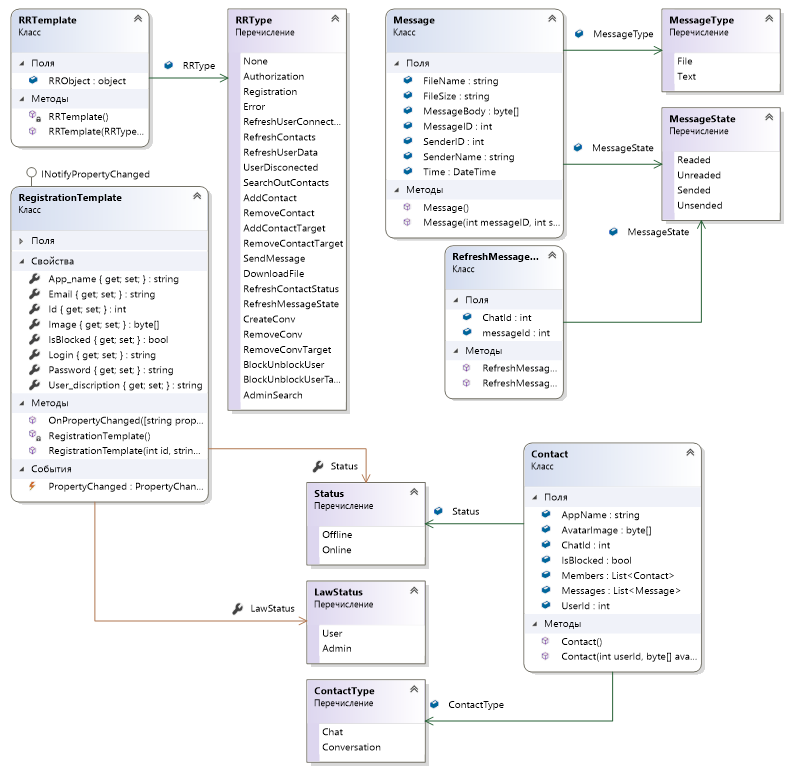 RRTemplate
Класс
Поля
RRObject : object
Методы
RRTemplate()
RRTemplate(RRType...
RRType
RRType
Перечисление
None
Authorization
Registration
Error
RefreshUserConnect...
RefreshContacts
RefreshUserData
UserDisconected
SearchOutContacts
AddContact
RemoveContact
AddContactTarget
RemoveContactTarget
SendMessage
DownloadFile
RefreshContactStatus
RefreshMessageState
CreateConv
RemoveConv
RemoveConvTarget
BlockUnblockUser
BlockUnblockUserTa...
AdminSearch
Message
Класс
Поля
FileName : string
FileSize : string
MessageBody : byte[]
MessageID : int
SenderID : int
SenderName : string
Time : DateTime
Методы
Message()
Message(int messageID, int s...
MessageType
MessageType
Перечисление
File
Text
MessageState
MessageState
Перечисление
Readed
Unreaded
Sended
Unsended
MessageState
RefreshMessage...
Класс
Поля
ChatId : int
messageId : int
Методы
RefreshMessag...
RefreshMessag...
INotifyPropertyChanged
RegistrationTemplate
Класс
Поля
Свойства
App_name { get; set; } : string
Email { get; set; } : string
Id { get; set; } : int
Image { get; set; } : byte[]
IsBlocked { get; set; } : bool
Login { get; set; } : string
Password { get; set; } : string
User_discription { get; set; } : string
Методы
OnPropertyChanged([string prop...
RegistrationTemplate()
RegistrationTemplate(int id, strin...
События
PropertyChanged : PropertyChan...
Status
Status
Перечисление
Offline
Online
Status
LawStatus
LawStatus
Перечисление
User
Admin
Contact
Класс
Поля
AppName : string
AvatarImage : byte[]
ChatId : int
IsBlocked : bool
Members : List<Contact>
Messages : List<Message>
UserId : int
Методы
Contact()
Contact(int userId, byte[] ava...
ContactType
Перечисление
Chat
Conversation
ContactType